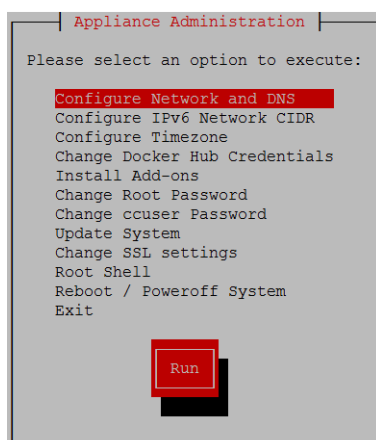 Appliance Administration
Please select an option to execute:
Configure Network and DNS
Configure IPv6 Network CIDR
Configure Timezone
Change Docker Hub Credentials
Install Add-ons
Change Root Password
Change ccuser Password
Update System
Change SSL settings
Root Shell
Reboot / Poweroff System
Exit
Run